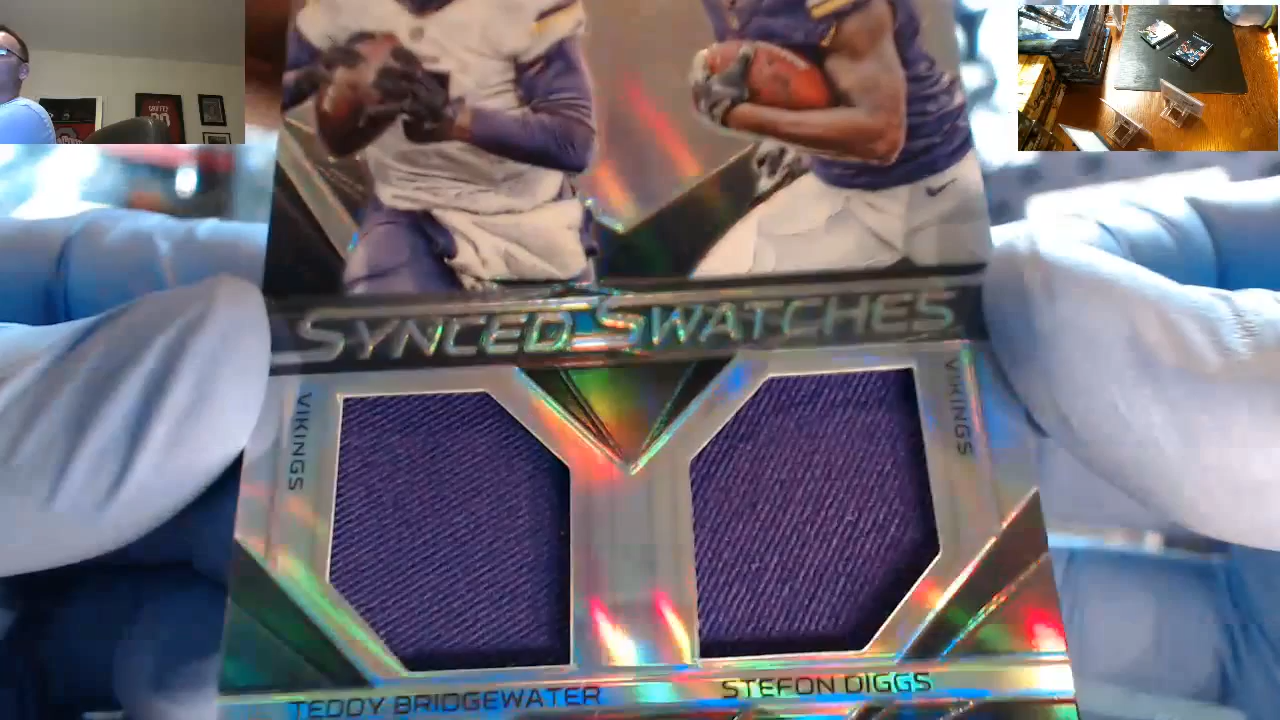 SYNCED SWATCHES
VIKINGS
VIKINGS
TEDDY BRIDGEWATER
STEFON DIGGS